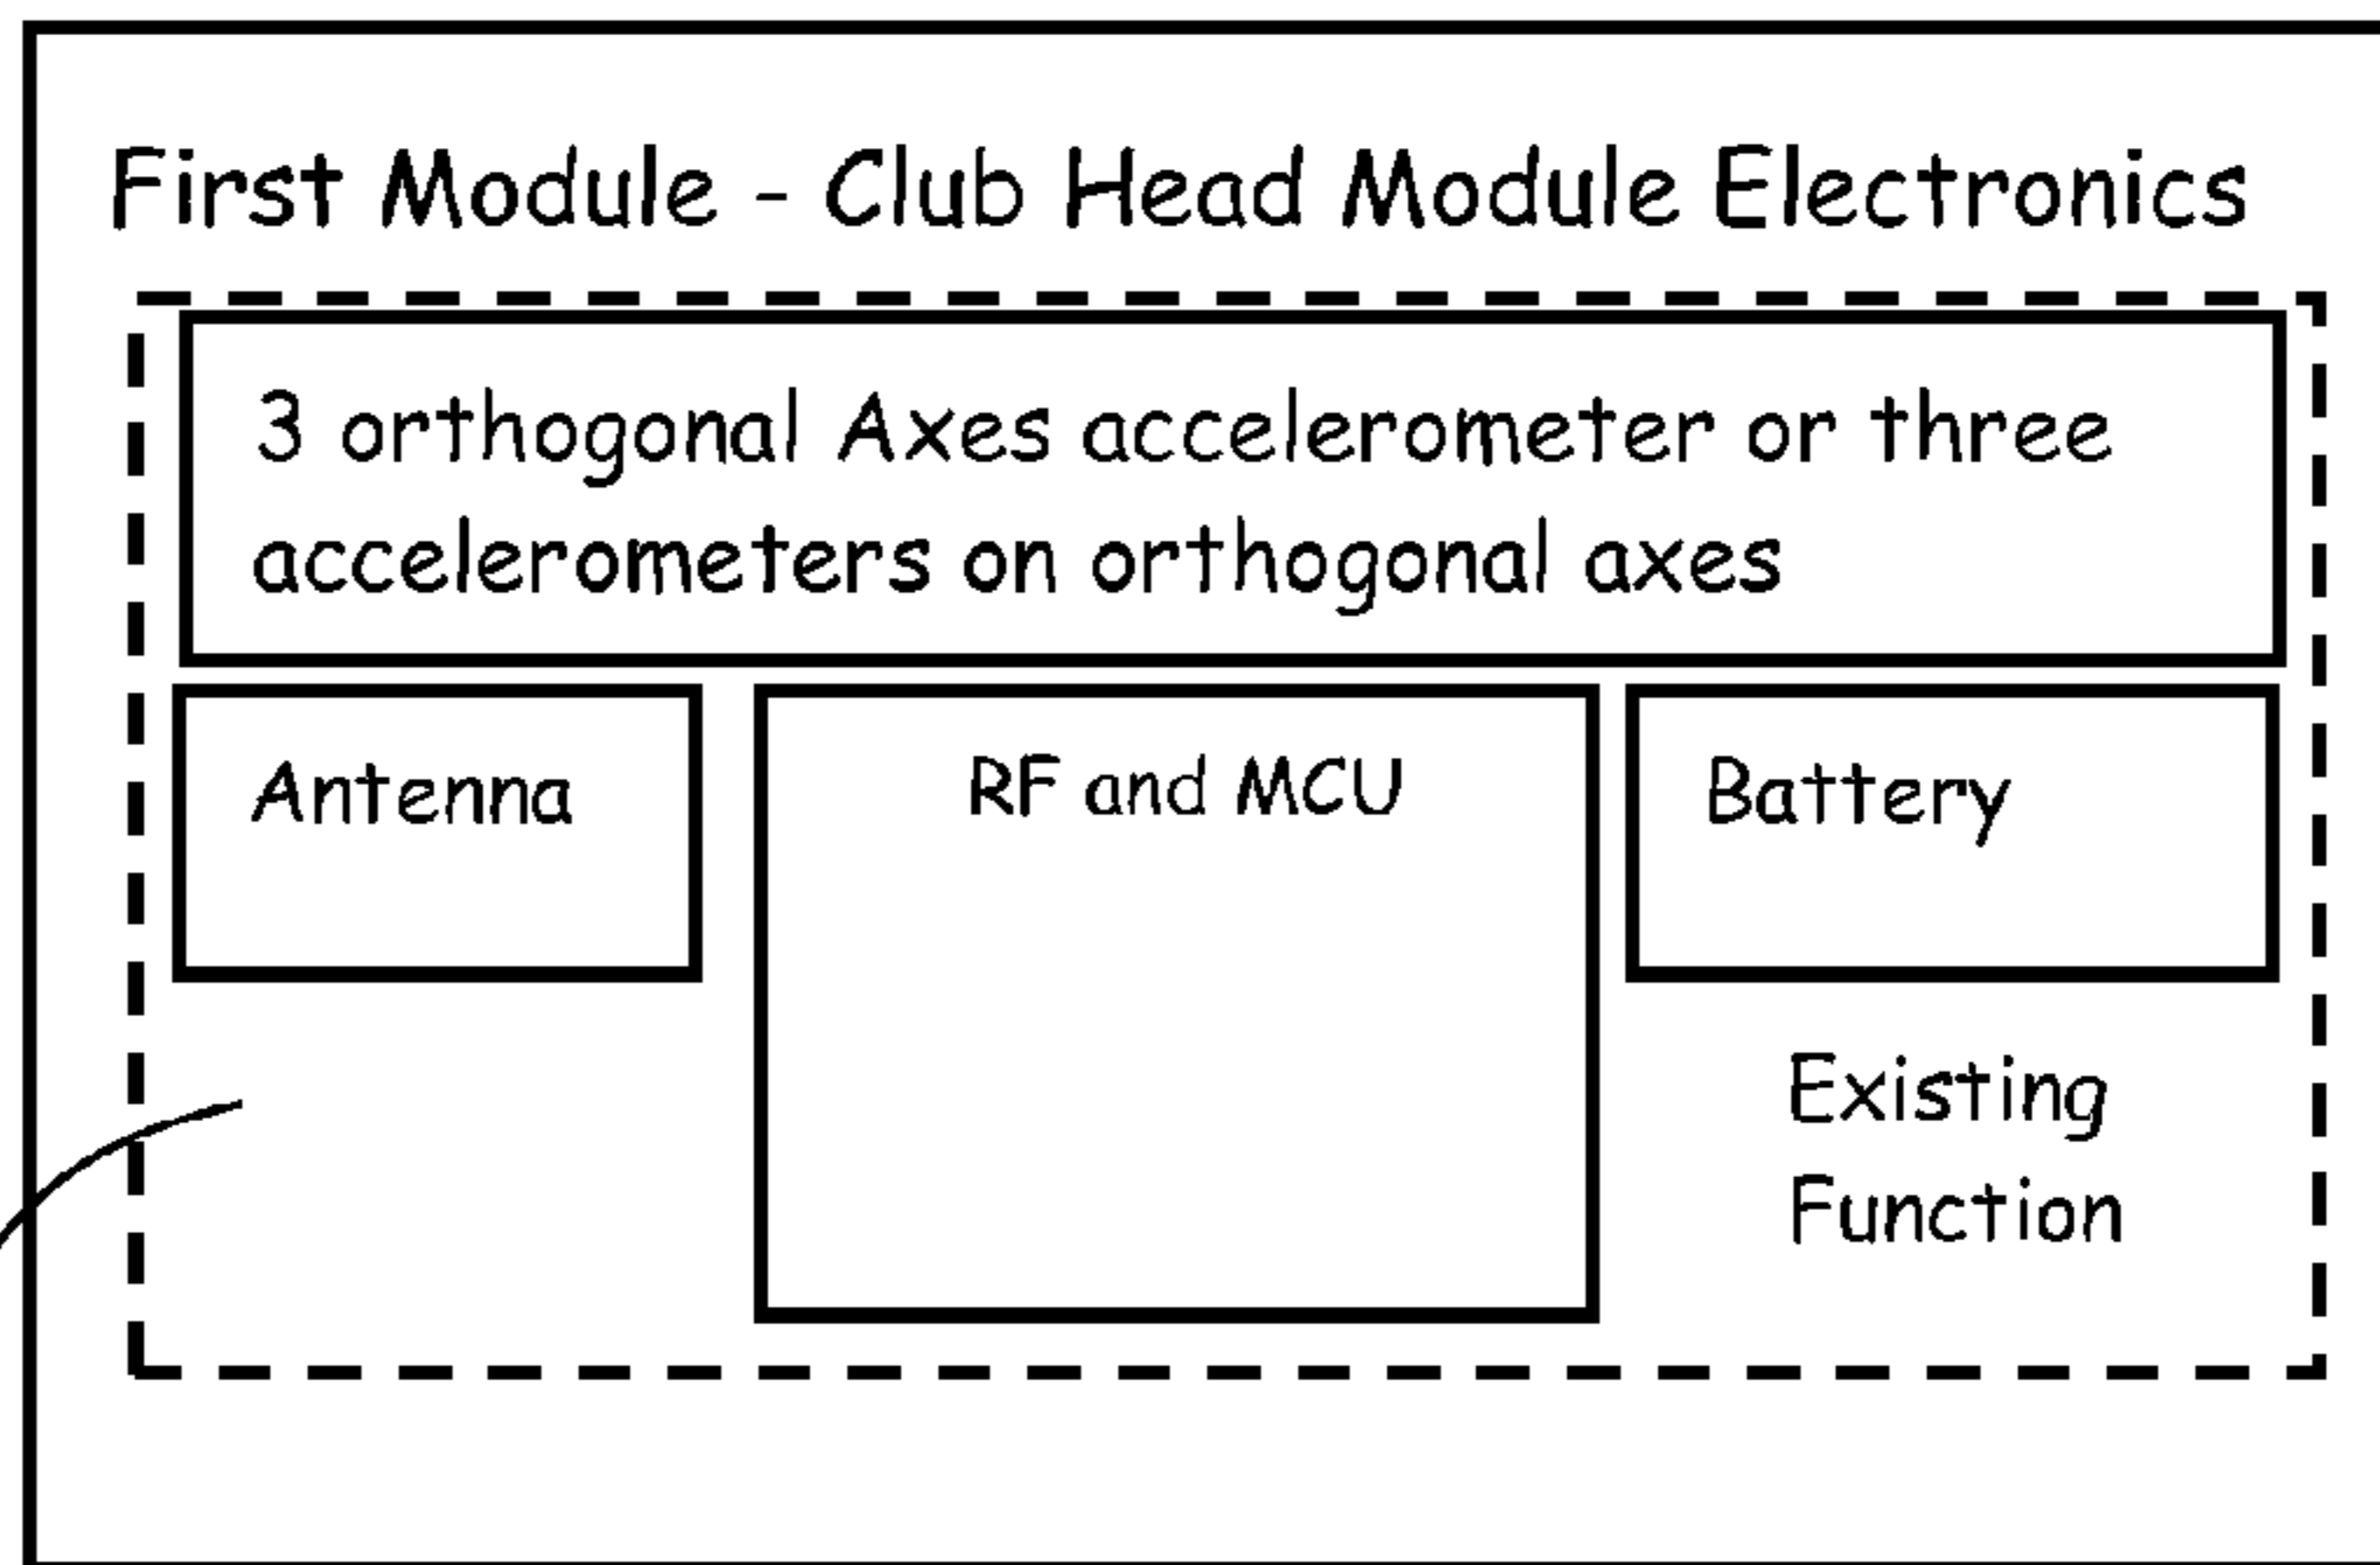 First Module - Club Head Module Electronics
3 orthogonal Axes accelerometer or three
accelerometers on orthogonal axes
Antenna
RF and MCU
Battery
Existing
Function